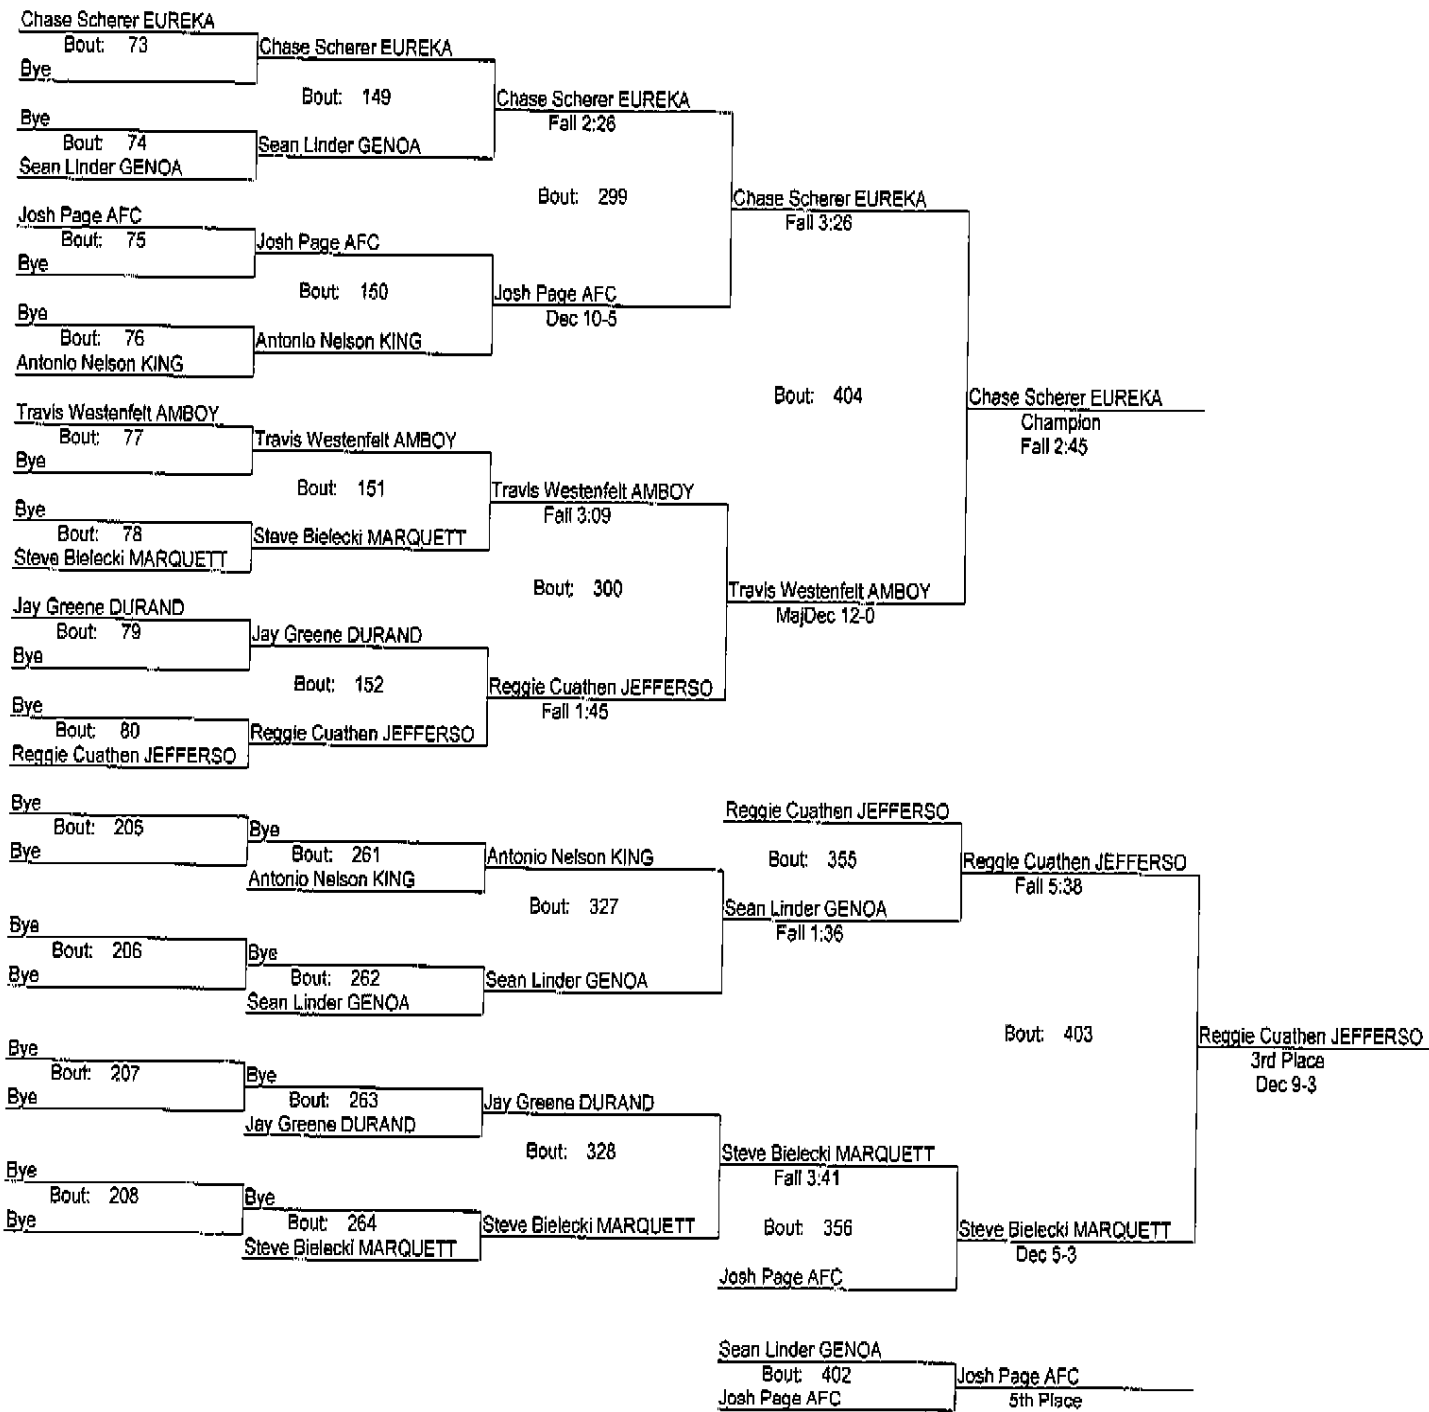 Chase Scherer EUREKA
Bout: 73
Bye
Chase Scherer EUREKA
Bout: 149
Bye
Bout: 74
Sean Linder GENOA
Sean Linder GENOA
Chase Scherer EUREKA
Fall 2:26
Bout: 299
Josh Page AFC
Bout: 75
Bye
Josh Page AFC
Bout: 150
Bye
Bout: 76
Antonio Nelson KING
Antonio Nelson KING
Josh Page AFC
Dec 10-5
Chase Scherer EUREKA
Fall 3:26
Bout: 404
Chase Scherer EUREKA
Champion
Fall 2:45
Travis Westenfelt AMBOY
Bout: 77
Bye
Travis Westenfelt AMBOY
Bout: 151
Bye
Bout: 78
Steve Bielecki MARQUETT
Steve Bielecki MARQUETT
Travis Westenfelt AMBOY
Fall 3:09
Bout: 300
Travis Westenfelt AMBOY
MajDec 12-0
Jay Greene DURAND
Bout: 79
Bye
Jay Greene DURAND
Bout: 152
Bye
Bout: 80
Reggie Cuathen JEFFERSO
Reggie Cuathen JEFFERSO
Reggie Cuathen JEFFERSO
Fall 1:45
Bye
Bout: 205
Bye
Bye
Bout: 261
Antonio Nelson KING
Antonio Nelson KING
Bout: 327
Bye
Bout: 206
Bye
Bye
Bout: 262
Sean Linder GENOA
Sean Linder GENOA
Reggie Cuathen JEFFERSO
Bout: 355
Sean Linder GENOA
Fall 1:36
Reggie Cuathen JEFFERSO
Fall 5:38
Bout: 403
Reggie Cuathen JEFFERSO
3rd Place
Dec 9-3
Bye
Bout: 207
Bye
Bye
Bout: 263
Jay Greene DURAND
Jay Greene DURAND
Bout: 328
Bye
Bout: 208
Bye
Bye
Bout: 264
Steve Bielecki MARQUETT
Steve Bielecki MARQUETT
Steve Bielecki MARQUETT
Fall 3:41
Bout: 356
Josh Page AFC
Steve Bielecki MARQUETT
Dec 5-3
Sean Linder GENOA
Bout: 402
Josh Page AFC
Josh Page AFC
5th Place